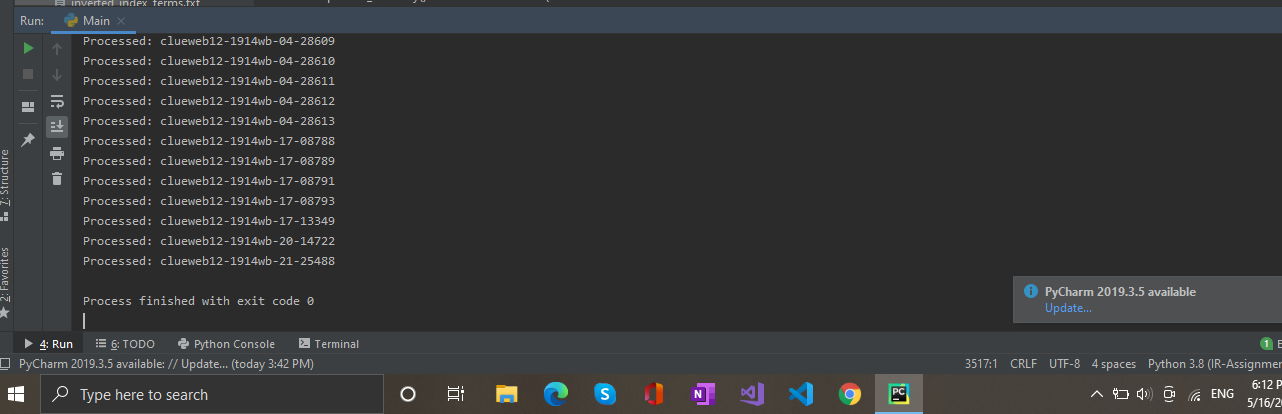 inverted_index_terms.txt
Run: Main
Processed: clueweb12-1914wb-04-28609
Processed: clueweb12-1914wb-04-28610
Processed: clueweb12-1914wb-04-28611
Processed: clueweb12-1914wb-04-28612
Processed: clueweb12-1914wb-04-28613
Processed: clueweb12-1914wb-17-08788
Processed: clueweb12-1914wb-17-08789
Processed: clueweb12-1914wb-17-08791
Processed: clueweb12-1914wb-17-08793
Processed: clueweb12-1914wb-17-13349
Processed: clueweb12-1914wb-20-14722
Processed: clueweb12-1914wb-21-25488
Process finished with exit code 0
7: Structure
2: Favorites
PyCharm 2019.3.5 available
Update...
4: Run 6: TODO Python Console Terminal 1
PyCharm 2019.3.5 available: // Update... (today 3:42 PM) 3517:1 CRLF UTF-8 4 spaces Python 3.8 (IR-Assignmen
Type here to search ENG 6:12 P
5/16/2